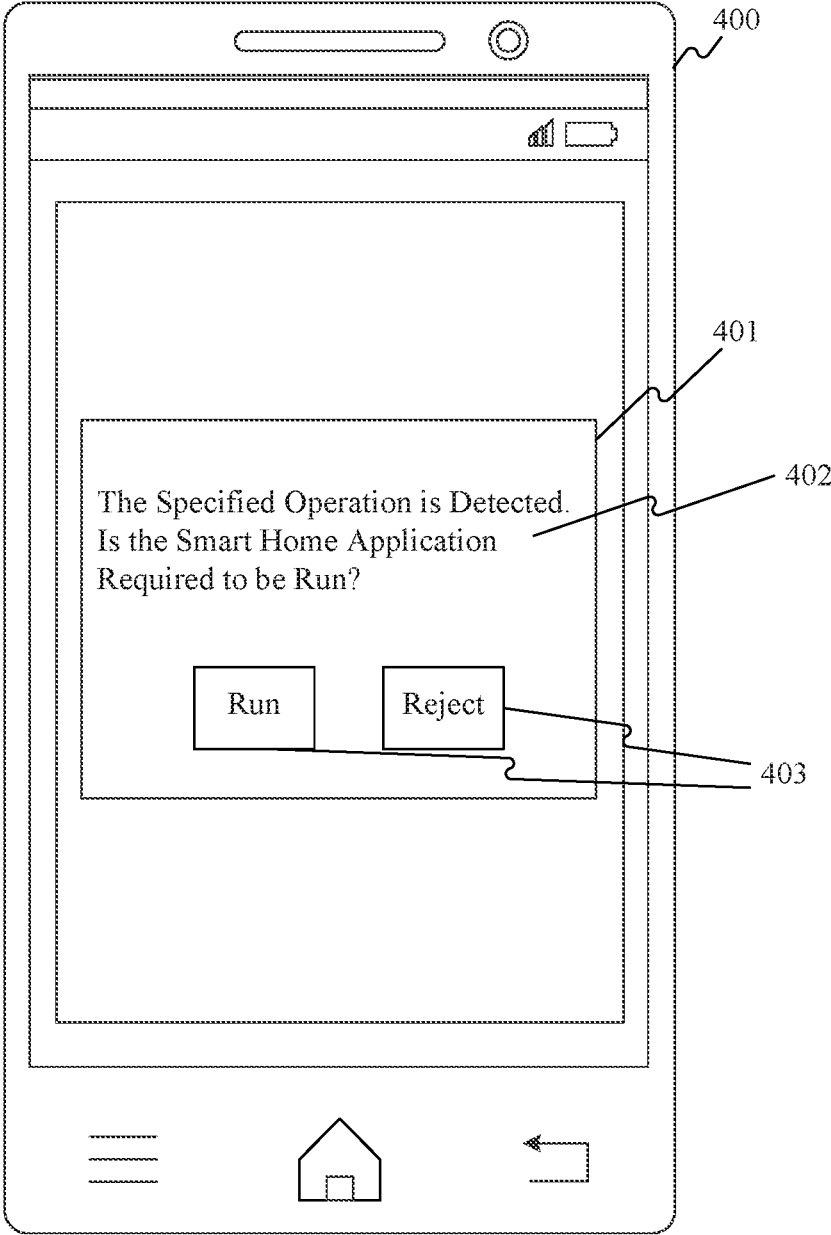 400
401
The Specified Operation is Detected.
402
Is the Smart Home Application
Required to be Run?
Run
Reject
403